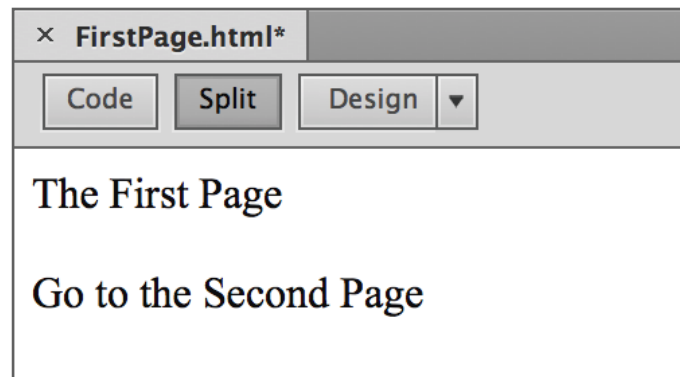 × FirstPage.html*
Code Split Design ▼
The First Page
Go to the Second Page